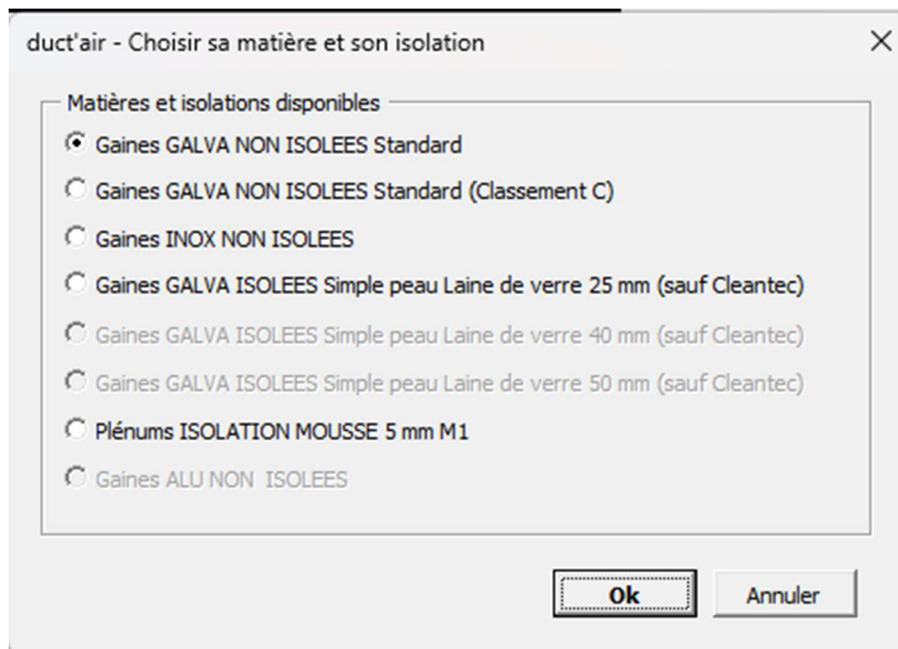 duct'air - Choisir sa matière et son isolation
Matières et isolations disponibles
Gaines GALVA NON ISOLEES Standard
Gaines GALVA NON ISOLEES Standard (Classement C)
Gaines INOX NON ISOLEES
Gaines GALVA ISOLEES Simple peau Laine de verre 25 mm (sauf Cleantec)
Gaines GALVA ISOLEES Simple peau Laine de verre 40 mm (sauf Cleantec)
Gaines GALVA ISOLEES Simple peau Laine de verre 50 mm (sauf Cleantec)
Plénums ISOLATION MOUSSE 5 mm M1
Gaines ALU NON  ISOLEES
Ok Annuler